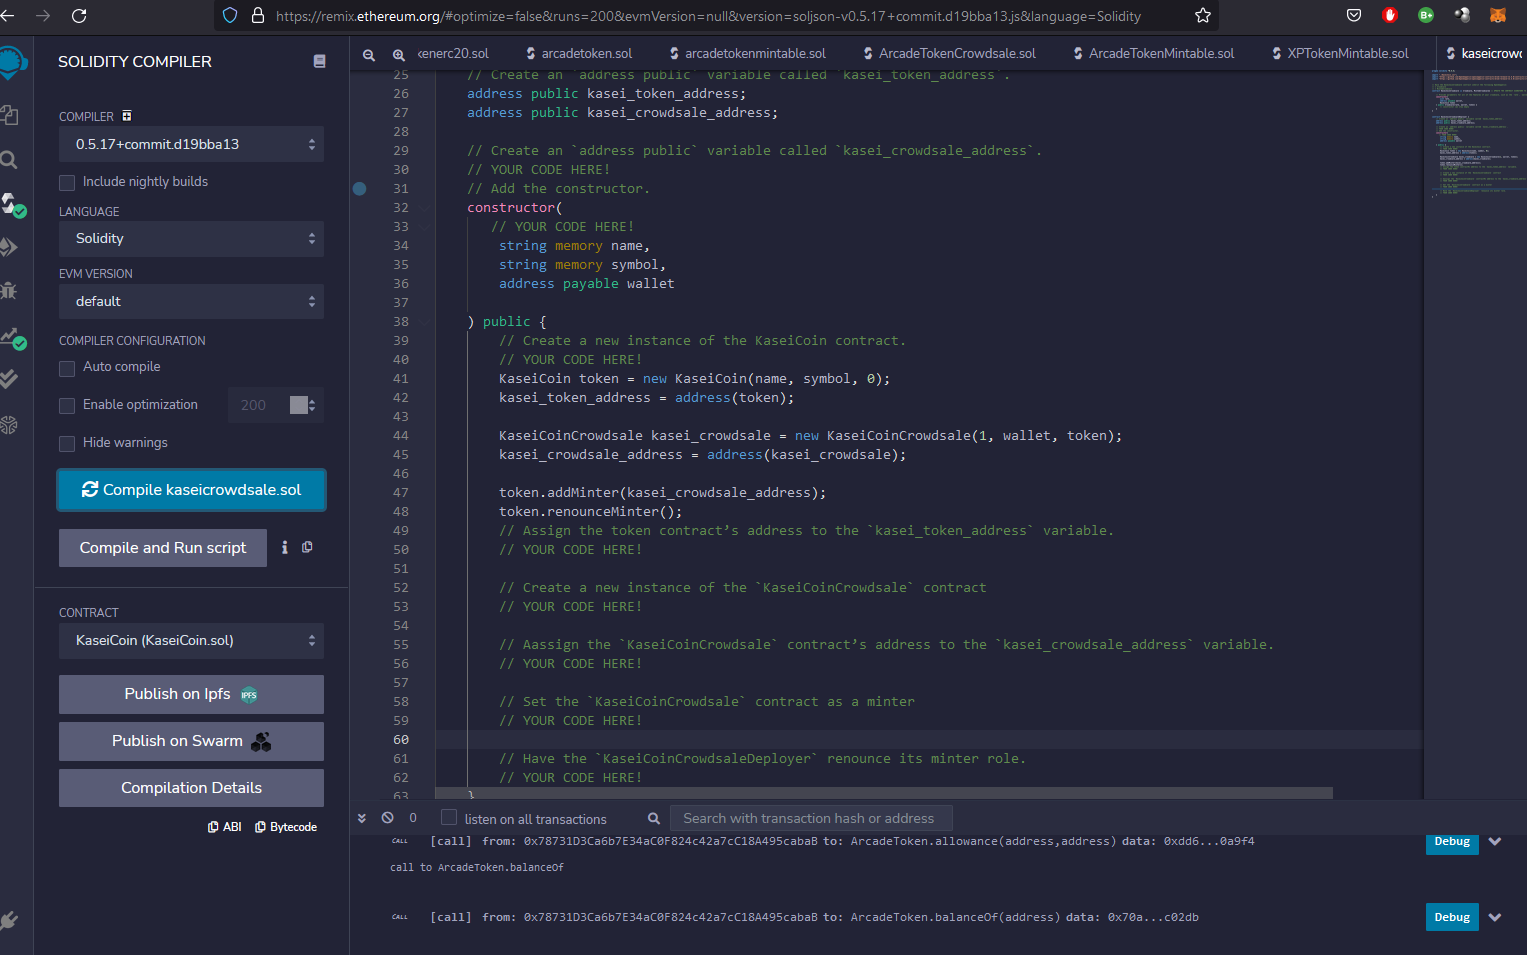 https://remix.ethereum.org/#optimize=false&runs=200&evmVersion=null&version=soljson-v0.5.17+commit.d19bba13.js&language=Solidity
SOLIDITY COMPILER
COMPILER
0.5.17+commit.d19bba13
Include nightly builds
LANGUAGE
Solidity
EVM VERSION
default
COMPILER CONFIGURATION
Auto compile
Enable optimization
200
Hide warnings
Compile kaseicrowdsale.sol
Compile and Run script
CONTRACT
KaseiCoin (KaseiCoin.sol)
Publish on Ipfs
IPFS
Publish on Swarm
Compilation Details
ABI
Bytecode
kenerc20.sol
arcadetoken.sol
arcadetokenmintable.sol
ArcadeTokenCrowdsale.sol
ArcadeTokenMintable.sol
XPTokenMintable.sol
kaseicrowd
25 // Create an `address public` variable called `kasei_token_address`.
26 address public kasei_token_address;
27 address public kasei_crowdsale_address;
28
29 // Create an `address public` variable called `kasei_crowdsale_address`.
30 // YOUR CODE HERE!
31 // Add the constructor.
32 constructor(
33 // YOUR CODE HERE!
34 string memory name,
35 string memory symbol,
36 address payable wallet
37
38 ) public {
39 // Create a new instance of the KaseiCoin contract.
40 // YOUR CODE HERE!
41 KaseiCoin token = new KaseiCoin(name, symbol, 0);
42 kasei_token_address = address(token);
43
44 KaseiCoinCrowdsale kasei_crowdsale = new KaseiCoinCrowdsale(1, wallet, token);
45 kasei_crowdsale_address = address(kasei_crowdsale);
46
47 token.addMinter(kasei_crowdsale_address);
48 token.renounceMinter();
49 // Assign the token contract’s address to the `kasei_token_address` variable.
50 // YOUR CODE HERE!
51
52 // Create a new instance of the `KaseiCoinCrowdsale` contract
53 // YOUR CODE HERE!
54
55 // Aassign the `KaseiCoinCrowdsale` contract’s address to the `kasei_crowdsale_address` variable.
56 // YOUR CODE HERE!
57
58 // Set the `KaseiCoinCrowdsale` contract as a minter
59 // YOUR CODE HERE!
60
61 // Have the `KaseiCoinCrowdsaleDeployer` renounce its minter role.
62 // YOUR CODE HERE!
63 }
0
listen on all transactions
Search with transaction hash or address
CALL [call] from: 0x78731D3Ca6b7E34aC0F824c42a7cC18A495cabaB to: ArcadeToken.allowance(address,address) data: 0xdd6...0a9f4 Debug
call to ArcadeToken.balanceOf
CALL [call] from: 0x78731D3Ca6b7E34aC0F824c42a7cC18A495cabaB to: ArcadeToken.balanceOf(address) data: 0x70a...c02db Debug